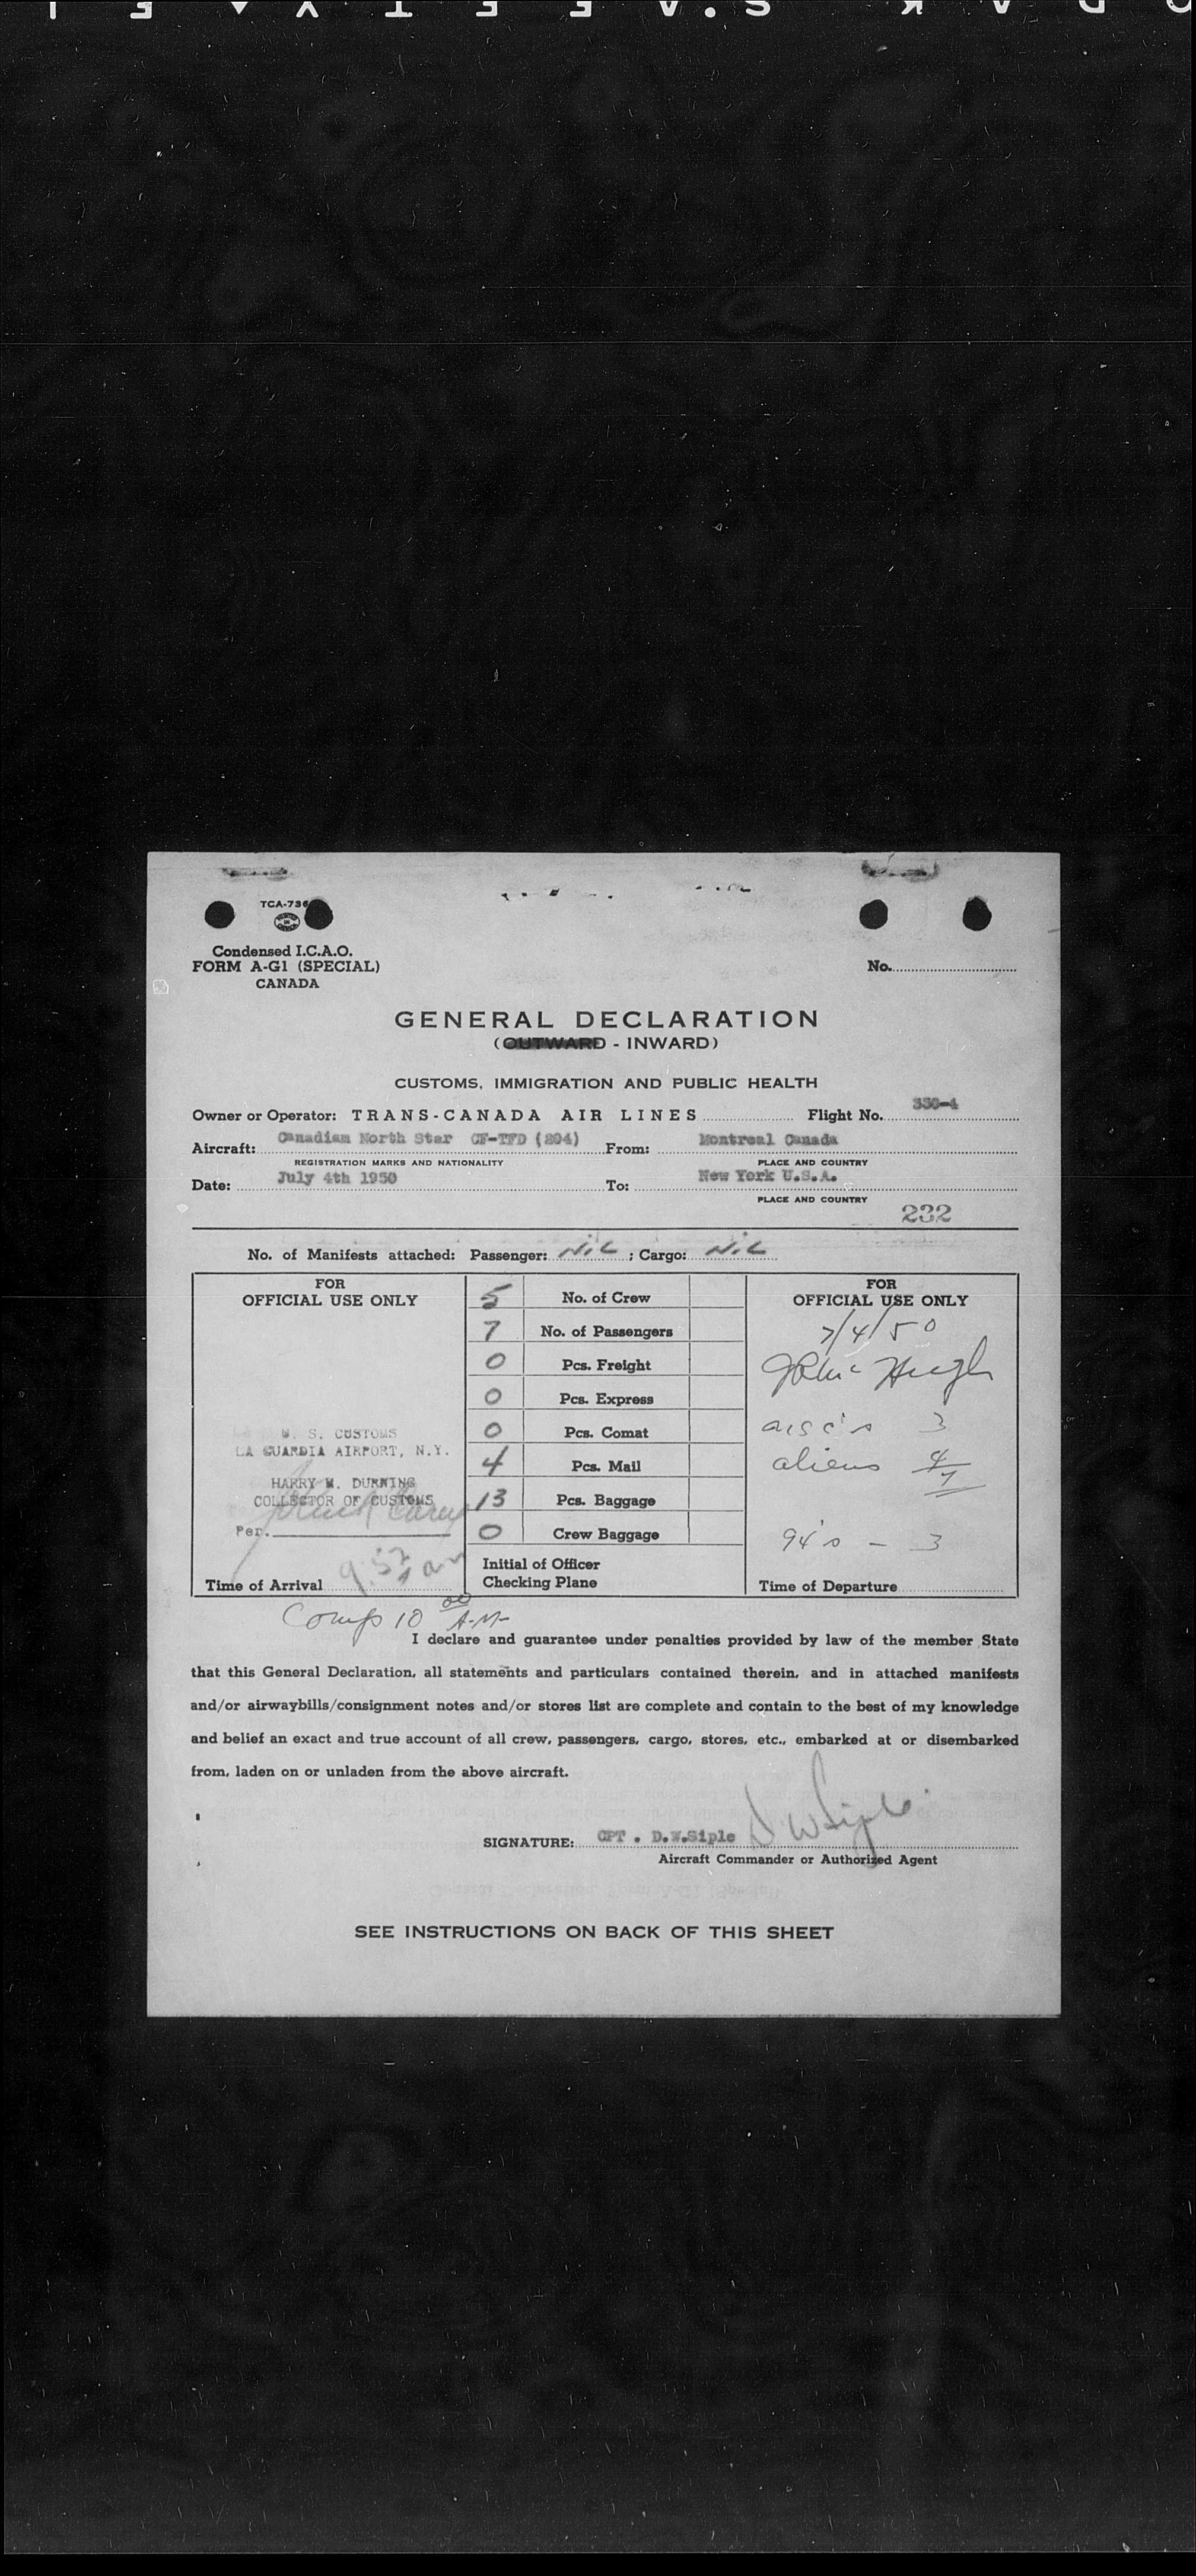 TCA-736
Condensed I.C.A.O.
FORM A-G1 (SPECIAL)
CANADA
No.
GENERAL DECLARATION
(OUTWARD - INWARD)
CUSTOMS, IMMIGRATION AND PUBLIC HEALTH
Owner or Operator: TRANS-CANADA AIR LINES Flight No. 330-4
Aircraft: Canadian North Star CF-TFD (204) From: Montreal Canada
REGISTRATION MARKS AND NATIONALITY PLACE AND COUNTRY
Date: July 4th 1950 To: New York U.S.A.
PLACE AND COUNTRY
232
No. of Manifests attached: Passenger: NiL ; Cargo: NiL
FOR
OFFICIAL USE ONLY
U. S. CUSTOMS
LA GUARDIA AIRPORT, N.Y.
HARRY M. DURNING
COLLECTOR OF CUSTOMS
Per.
Time of Arrival 9:52 am
5 No. of Crew
7 No. of Passengers
0 Pcs. Freight
0 Pcs. Express
0 Pcs. Comat
4 Pcs. Mail
13 Pcs. Baggage
0 Crew Baggage
Initial of Officer
Checking Plane
FOR
OFFICIAL USE ONLY
7/4/50
3
aliens 4
7
94's - 3
Time of Departure
Comp 10 00 A.M-
I declare and guarantee under penalties provided by law of the member State
that this General Declaration, all statements and particulars contained therein, and in attached manifests
and/or airwaybills/consignment notes and/or stores list are complete and contain to the best of my knowledge
and belief an exact and true account of all crew, passengers, cargo, stores, etc., embarked at or disembarked
from, laden on or unladen from the above aircraft.
SIGNATURE: CPT . D.W.Siple D W Siple
Aircraft Commander or Authorized Agent
SEE INSTRUCTIONS ON BACK OF THIS SHEET